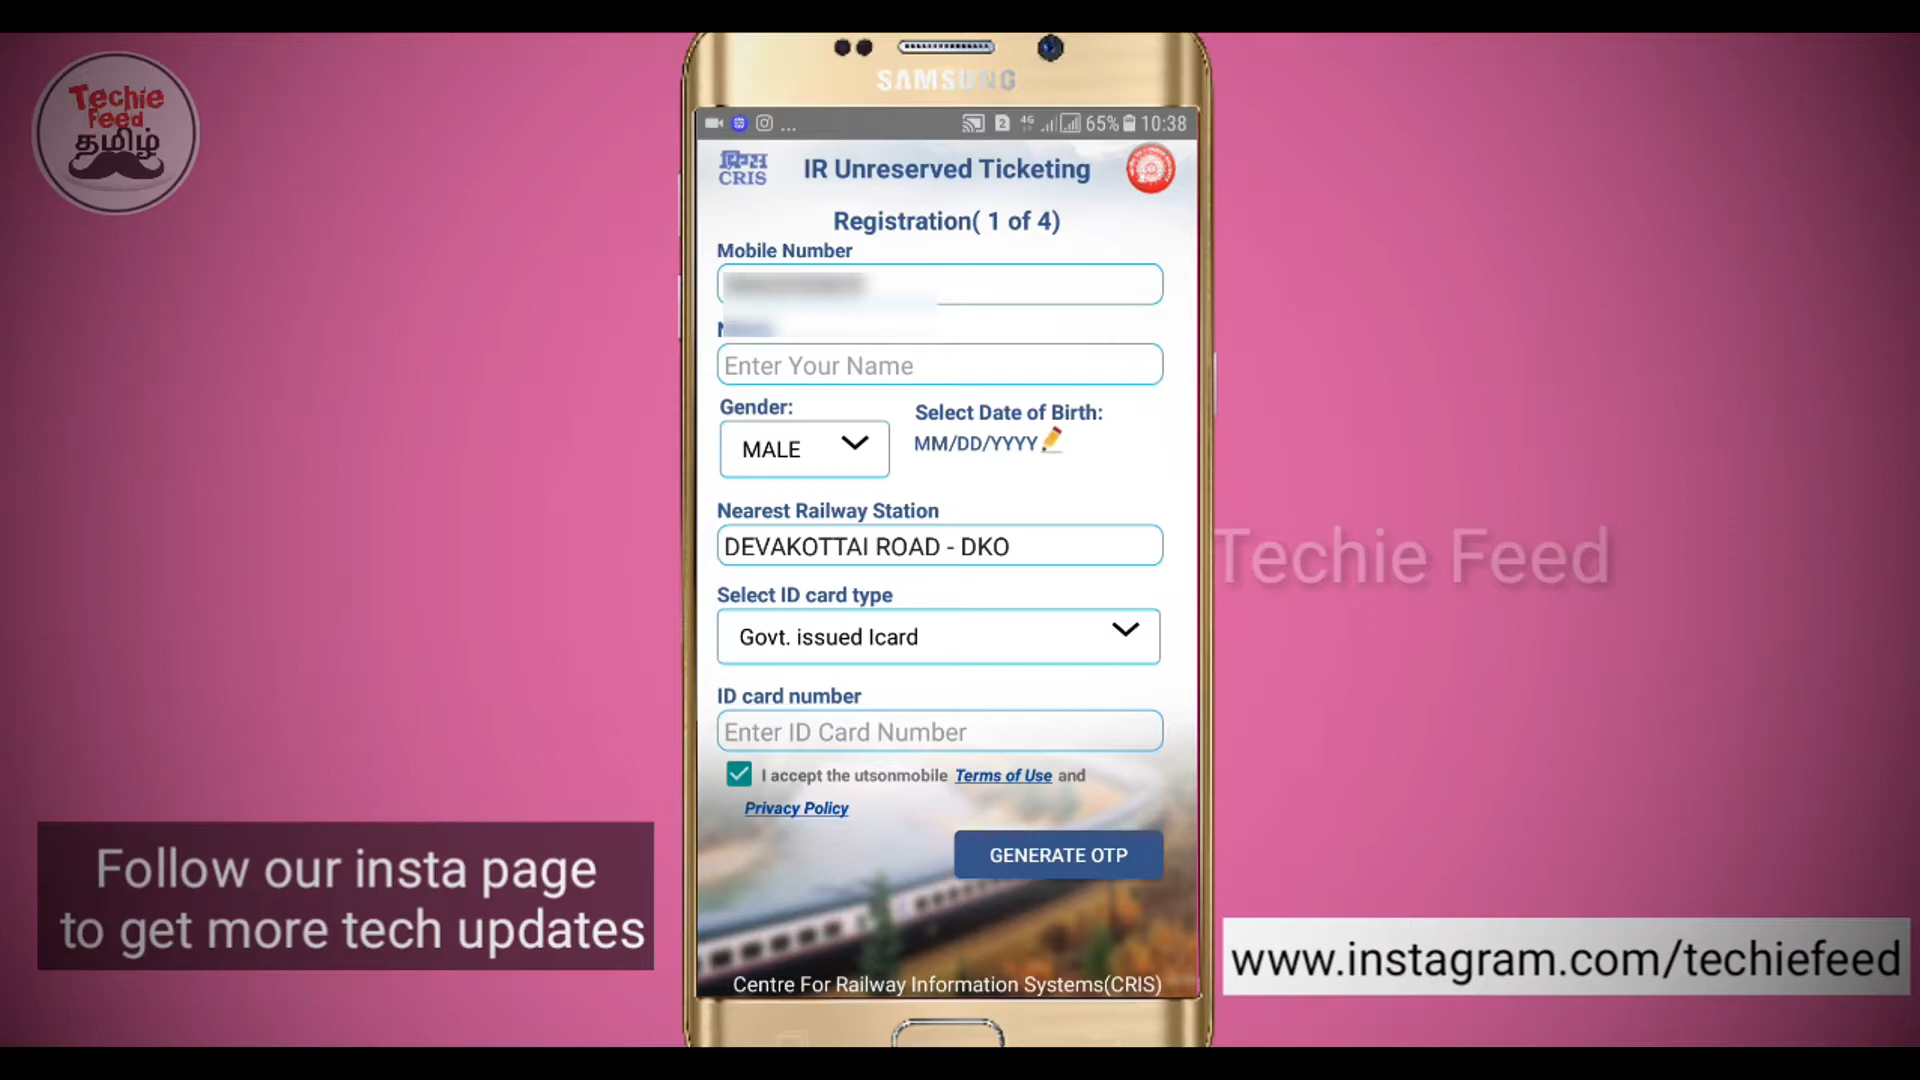 Techie
Feed
தமிழ்
SAMSUNG
2 4G 65% 10:38
क्रिस
CRIS
IR Unreserved Ticketing
Registration( 1 of 4)
Mobile Number
Enter Your Name
Gender:
Select Date of Birth:
MALE
MM/DD/YYYY
Nearest Railway Station
DEVAKOTTAI ROAD - DKO
Techie Feed
Select ID card type
Govt. issued Icard
ID card number
Enter ID Card Number
I accept the utsonmobile Terms of Use and
Privacy Policy
GENERATE OTP
Centre For Railway Information Systems(CRIS)
Follow our insta page
to get more tech updates
www.instagram.com/techiefeed